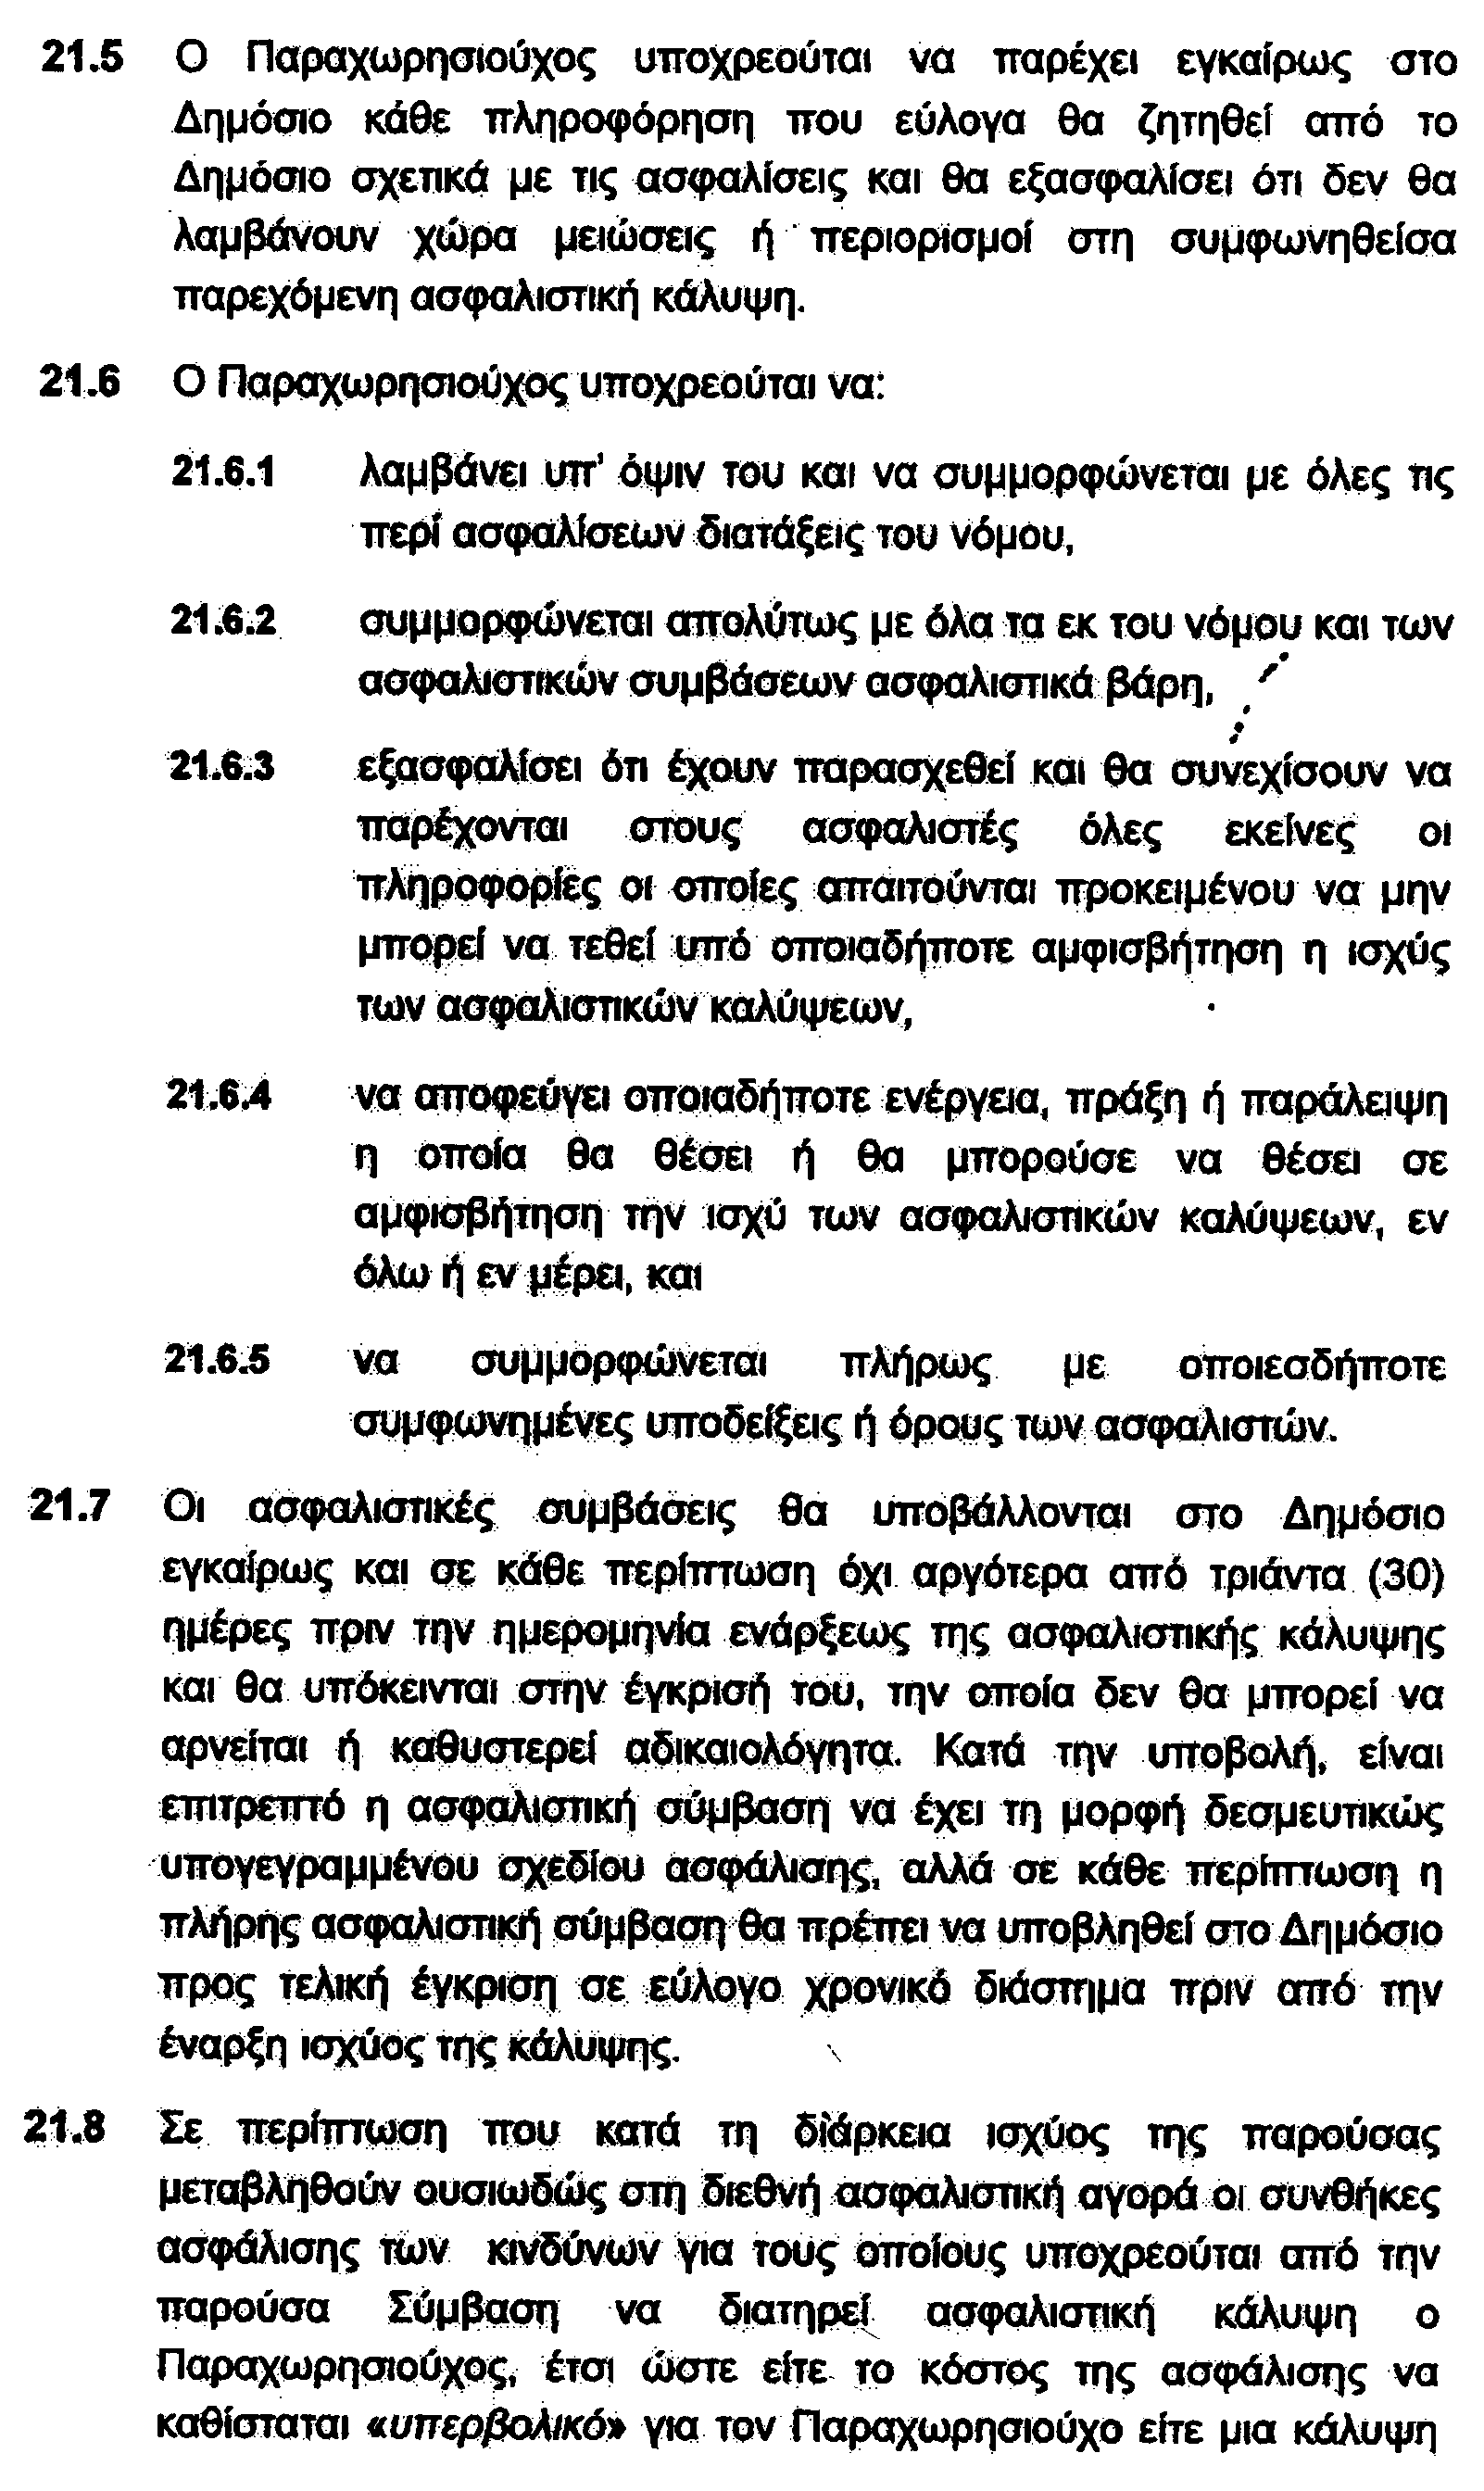 21.5 Ο Παραχωρησιούχος υποχρεούται να παρέχει εγκαίρως στο
Δημόσιο κάθε πληροφόρηση που εύλογα θα ζητηθεί από το
Δημόσιο σχετικά με τις ασφαλίσεις και θα εξασφαλίσει ότι δεν θα
λαμβάνουν χώρα μειώσεις ή περιορισμοί στη συμφωνηθείσα
παρεχόμενη ασφαλιστική κάλυψη.
21.6 Ο Παραχωρησιούχος υποχρεούται να:
21.6.1 λαμβάνει υπ' όψιν του και να συμμορφώνεται με όλες τις
περί ασφαλίσεων διατάξεις του νόμου,
21.6.2 συμμορφώνεται απολύτως με όλα τα εκ του νόμου και των
ασφαλιστικών συμβάσεων ασφαλιστικά βάρη,
21.6.3 εξασφαλίσει ότι έχουν παρασχεθεί και θα συνεχίσουν να
παρέχονται στους ασφαλιστές όλες εκείνες οι
πληροφορίες οι οποίες απαιτούνται προκειμένου να μην
μπορεί να τεθεί υπό οποιαδήποτε αμφισβήτηση η ισχύς
των ασφαλιστικών καλύψεων,
21.6.4 να αποφεύγει οποιαδήποτε ενέργεια, πράξη ή παράλειψη
η οποία θα θέσει ή θα μπορούσε να θέσει σε
αμφισβήτηση την ισχύ των ασφαλιστικών καλύψεων, εν
όλω ή εν μέρει, και
21.6.5 να συμμορφώνεται πλήρως με οποιεσδήποτε
συμφωνημένες υποδείξεις ή όρους των ασφαλιστών.
21.7 Οι ασφαλιστικές συμβάσεις θα υποβάλλονται στο Δημόσιο
εγκαίρως και σε κάθε περίπτωση όχι αργότερα από τριάντα (30)
ημέρες πριν την ημερομηνία ενάρξεως της ασφαλιστικής κάλυψης
και θα υπόκεινται στην έγκρισή του, την οποία δεν θα μπορεί να
αρνείται ή καθυστερεί αδικαιολόγητα. Κατά την υποβολή, είναι
επιτρεπτό η ασφαλιστική σύμβαση να έχει τη μορφή δεσμευτικώς
υπογεγραμμένου σχεδίου ασφάλισης, αλλά σε κάθε περίπτωση η
πλήρης ασφαλιστική σύμβαση θα πρέπει να υποβληθεί στο Δημόσιο
προς τελική έγκριση σε εύλογο χρονικό διάστημα πριν από την
έναρξη ισχύος της κάλυψης.
21.8 Σε περίπτωση που κατά τη διάρκεια ισχύος της παρούσας
μεταβληθούν ουσιωδώς στη διεθνή ασφαλιστική αγορά οι συνθήκες
ασφάλισης των κινδύνων για τους οποίους υποχρεούται από την
παρούσα Σύμβαση να διατηρεί ασφαλιστική κάλυψη ο
Παραχωρησιούχος, έτσι ώστε είτε το κόστος της ασφάλισης να
καθίσταται «υπερβολικό» για τον Παραχωρησιούχο είτε μια κάλυψη